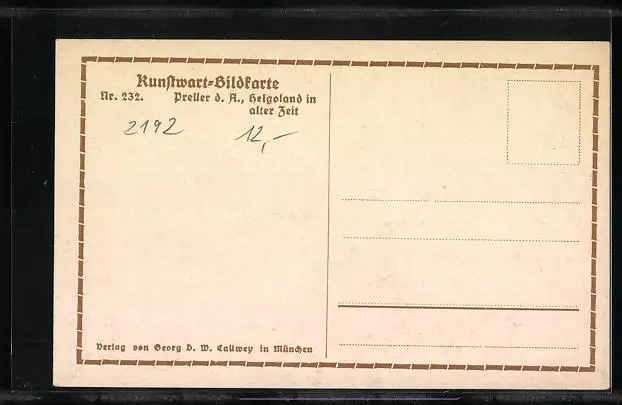 Kunstwart-Bildkarte
Nr. 232. Preller d. A., Helgoland in
alter Zeit
2192 12,-
Verlag von Georg D. W. Callwey in München